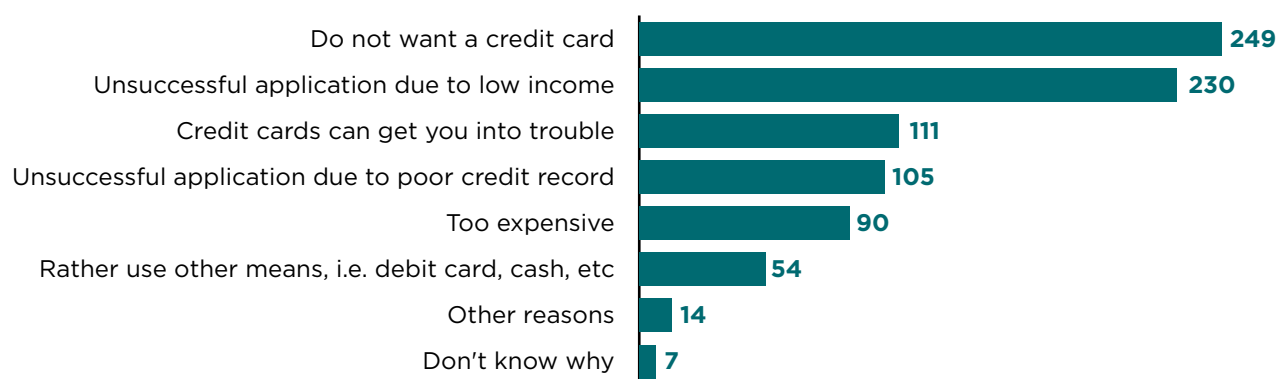 Do not want a credit card 249
Unsuccessful application due to low income 230
Credit cards can get you into trouble 111
Unsuccessful application due to poor credit record 105
Too expensive 90
Rather use other means, i.e. debit card, cash, etc 54
Other reasons 14
Don't know why 7